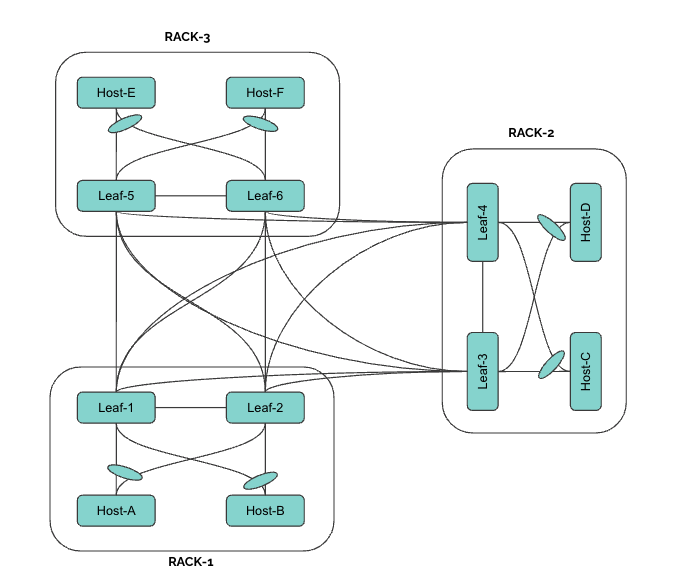 RACK-3
Host-E
Host-F
RACK-2
Leaf-5
Leaf-6
Leaf-4
Host-D
Leaf-3
Host-C
Leaf-1
Leaf-2
Host-A
Host-B
RACK-1